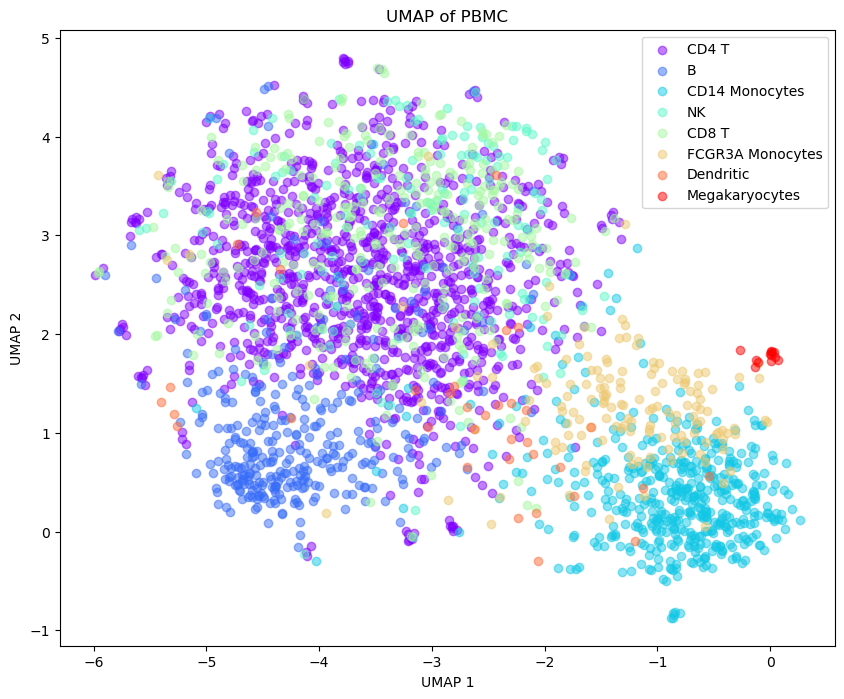 UMAP of PBMC
CD4 T
B
CD14 Monocytes
NK
CD8 T
FCGR3A Monocytes
Dendritic
Megakaryocytes
5
4
3
2
1
0
−1
UMAP 2
−6 −5 −4 −3 −2 −1 0
UMAP 1